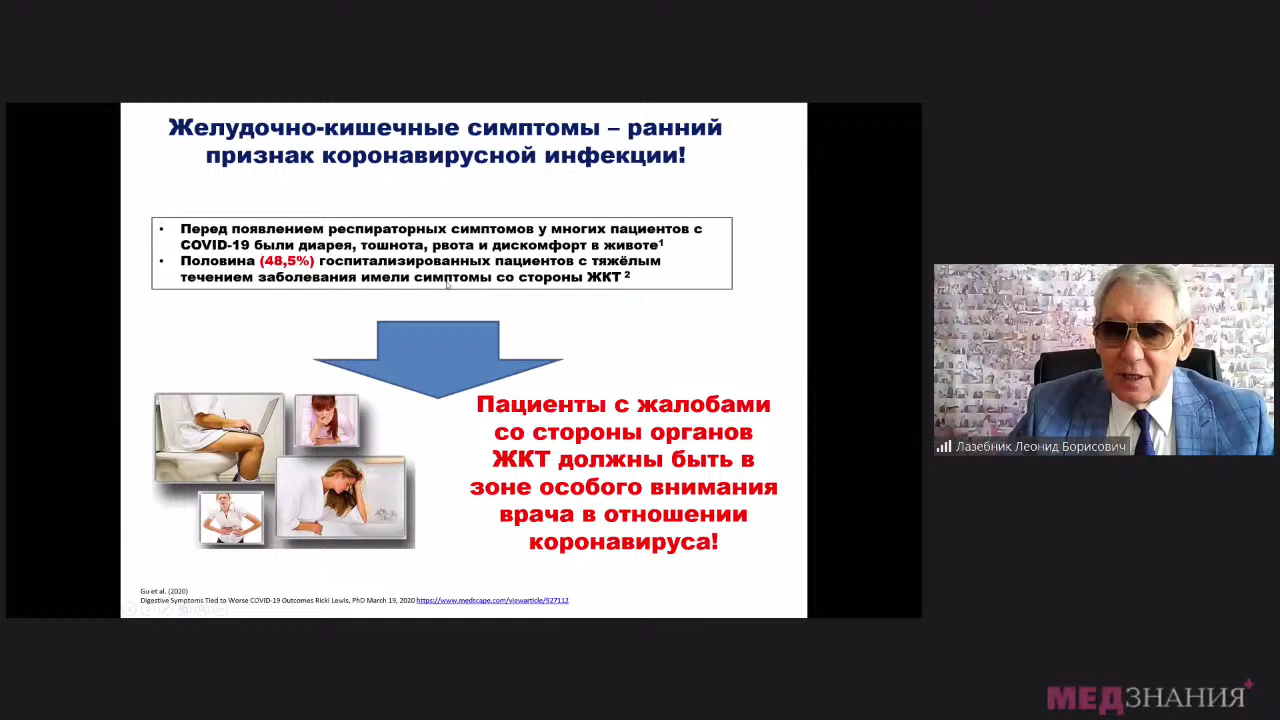 Желудочно-кишечные симптомы – ранний
признак коронавирусной инфекции!
• Перед появлением респираторных симптомов у многих пациентов с
COVID-19 были диарея, тошнота, рвота и дискомфорт в животе1
• Половина (48,5%) госпитализированных пациентов с тяжёлым
течением заболевания имели симптомы со стороны ЖКТ 2
Пациенты с жалобами
со стороны органов
ЖКТ должны быть в
зоне особого внимания
врача в отношении
коронавируса!
Gu et al. (2020)
Digestive Symptoms Tied to Worse COVID-19 Outcomes Ricki Lewis, PhD March 19, 2020 https://www.medscape.com/viewarticle/927112
Лазебник Леонид Борисович
МЕДЗНАНИЯ+